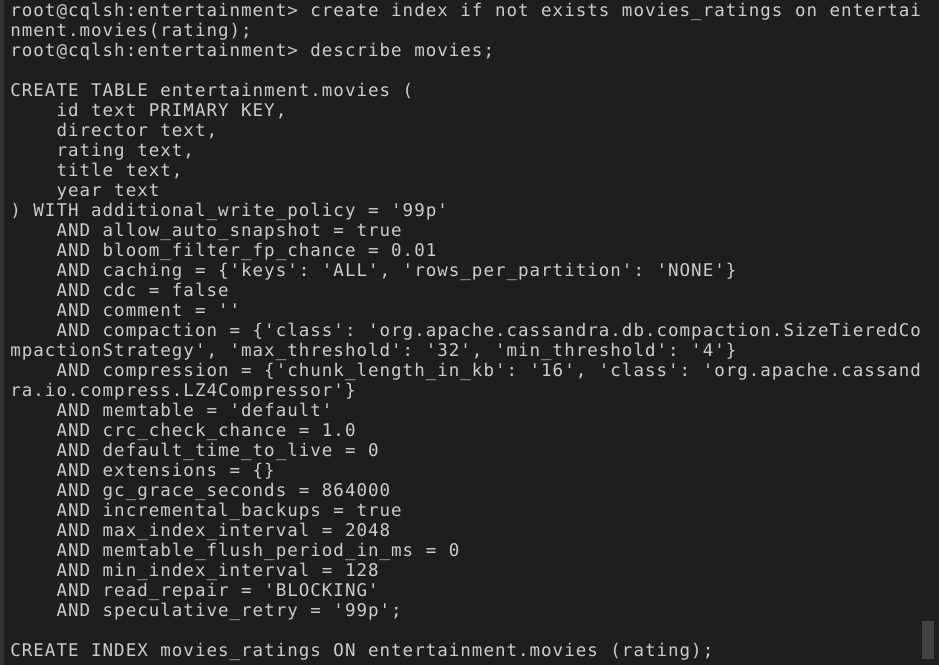 root@cqlsh:entertainment> create index if not exists movies_ratings on entertai
nment.movies(rating);
root@cqlsh:entertainment> describe movies;
CREATE TABLE entertainment.movies (
    id text PRIMARY KEY,
    director text,
    rating text,
    title text,
    year text
) WITH additional_write_policy = '99p'
    AND allow_auto_snapshot = true
    AND bloom_filter_fp_chance = 0.01
    AND caching = {'keys': 'ALL', 'rows_per_partition': 'NONE'}
    AND cdc = false
    AND comment = ''
    AND compaction = {'class': 'org.apache.cassandra.db.compaction.SizeTieredCo
mpactionStrategy', 'max_threshold': '32', 'min_threshold': '4'}
    AND compression = {'chunk_length_in_kb': '16', 'class': 'org.apache.cassand
ra.io.compress.LZ4Compressor'}
    AND memtable = 'default'
    AND crc_check_chance = 1.0
    AND default_time_to_live = 0
    AND extensions = {}
    AND gc_grace_seconds = 864000
    AND incremental_backups = true
    AND max_index_interval = 2048
    AND memtable_flush_period_in_ms = 0
    AND min_index_interval = 128
    AND read_repair = 'BLOCKING'
    AND speculative_retry = '99p';
CREATE INDEX movies_ratings ON entertainment.movies (rating);